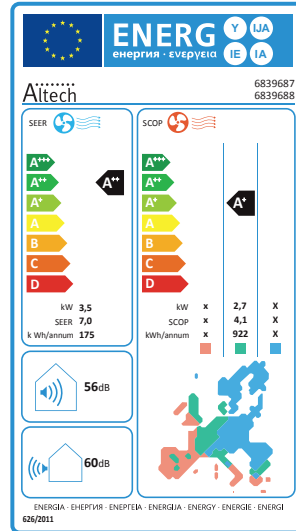 ENERG Y IJA
енергия · ενεργεια IE IA
Altech 6839687
6839688
SEER SCOP
A+++ A+++
A++ A++ A++
A+ A+ A+
A A
B B
C C
D D
kW 3,5 kW x 2,7 X
SEER 7,0 SCOP x 4,1 X
k Wh/annum 175 kWh/annum x 922 X
56dB
60dB
ENERGIA · ЕНЕРГИЯ · ΕΝΕΡΓΕΙΑ · ENERGIJA · ENERGY · ENERGIE · ENERGI
626/2011